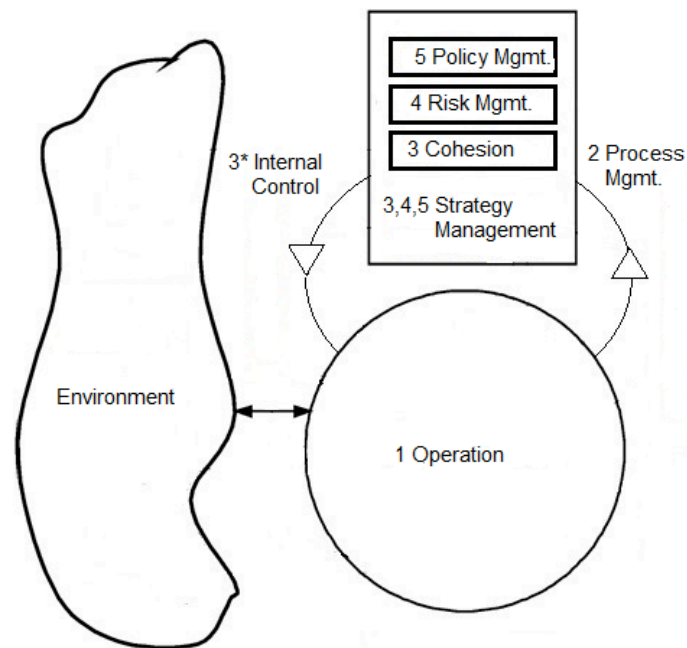 5 Policy Mgmt.
4 Risk Mgmt.
3 Cohesion
3,4,5 Strategy
Management
3* Internal
Control
2 Process
Mgmt.
Environment
1 Operation